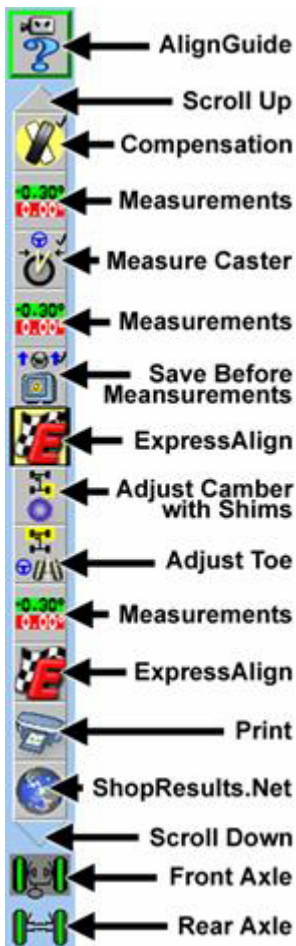 AlignGuide
Scroll Up
Compensation
-0.30°
0.00°
Measurements
Measure Caster
-0.30°
0.00°
Measurements
Save Before
Meansurements
E
ExpressAlign
Adjust Camber
with Shims
Adjust Toe
-0.30°
0.00°
Measurements
E
ExpressAlign
Print
ShopResults.Net
Scroll Down
Front Axle
Rear Axle